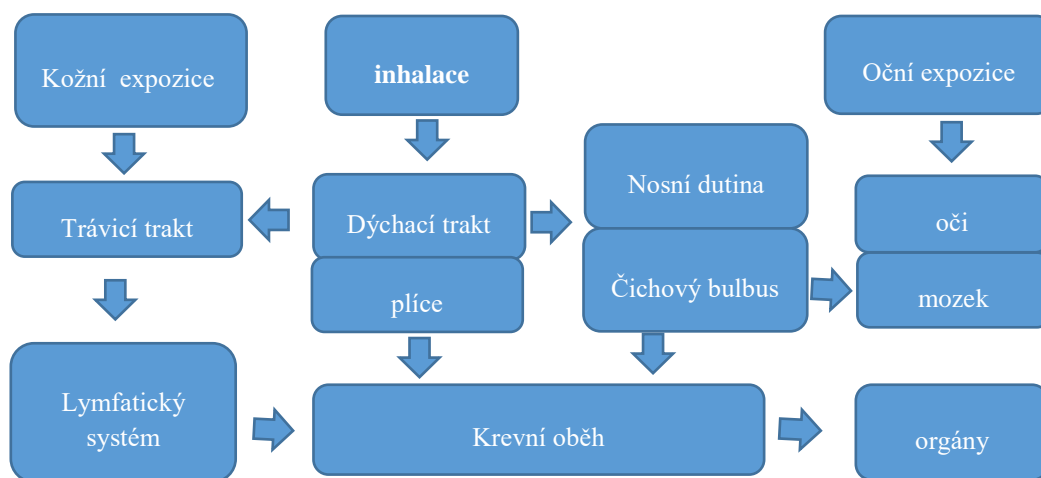 Kožní expozice
inhalace
Oční expozice
Trávicí trakt
Dýchací trakt
Nosní dutina
oči
plíce
Čichový bulbus
mozek
Lymfatický
systém
Krevní oběh
orgány